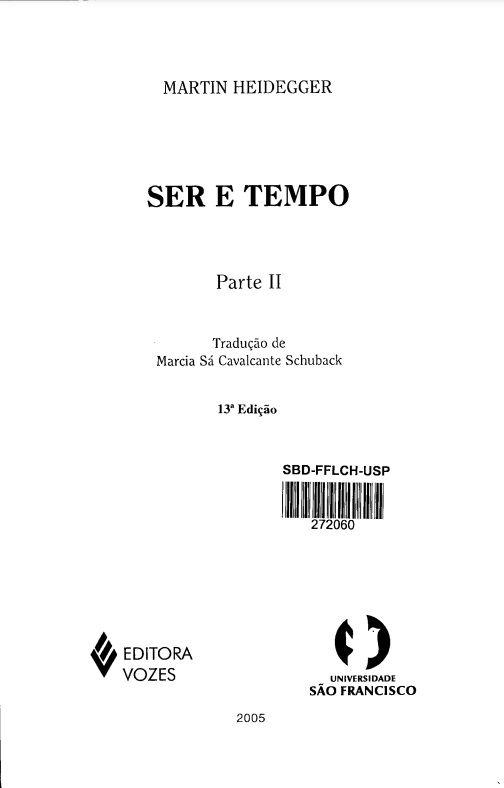 MARTIN HEIDEGGER
SER E TEMPO
Parte II
Tradução de
Marcia Sá Cavalcante Schuback
13ª Edição
SBD-FFLCH-USP
272060
EDITORA
VOZES
UNIVERSIDADE
SÃO FRANCISCO
2005